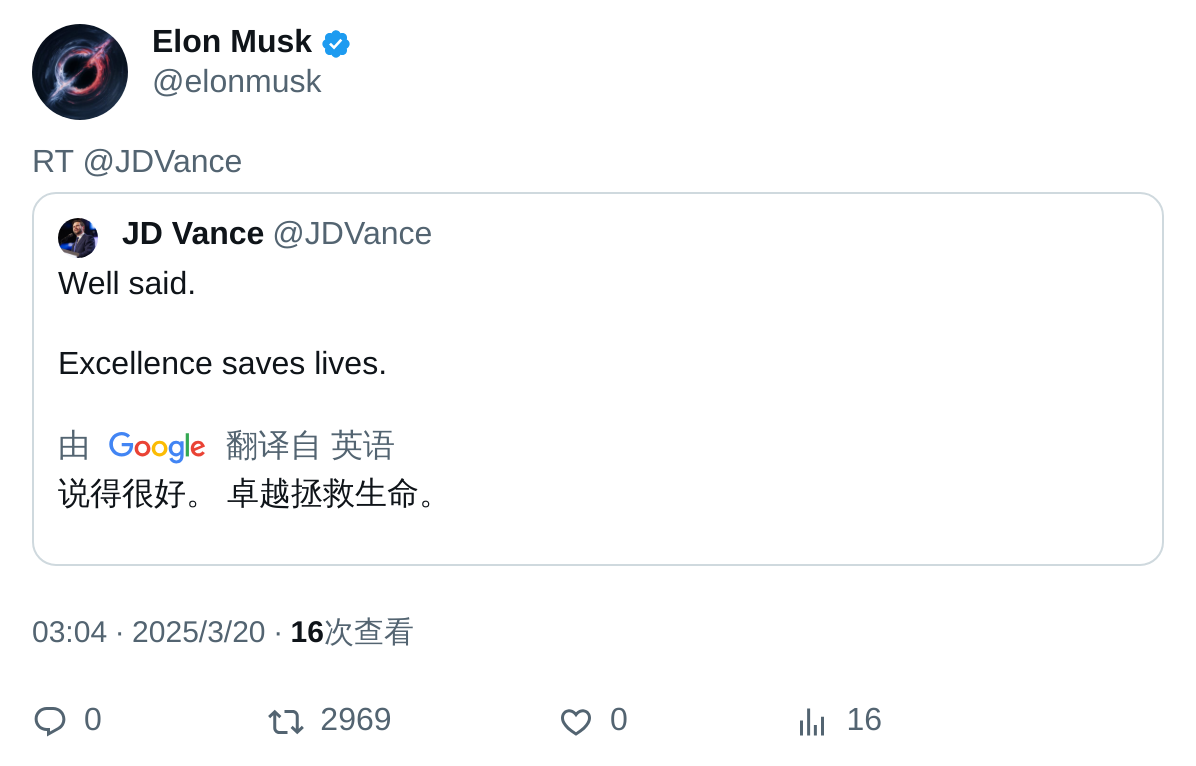 Elon Musk
@elonmusk
RT @JDVance
JD Vance @JDVance
Well said.
Excellence saves lives.
由 Google 翻译自 英语
说得很好。 卓越拯救生命。
03:04 · 2025/3/20 · 16次查看
0 2969 0 16